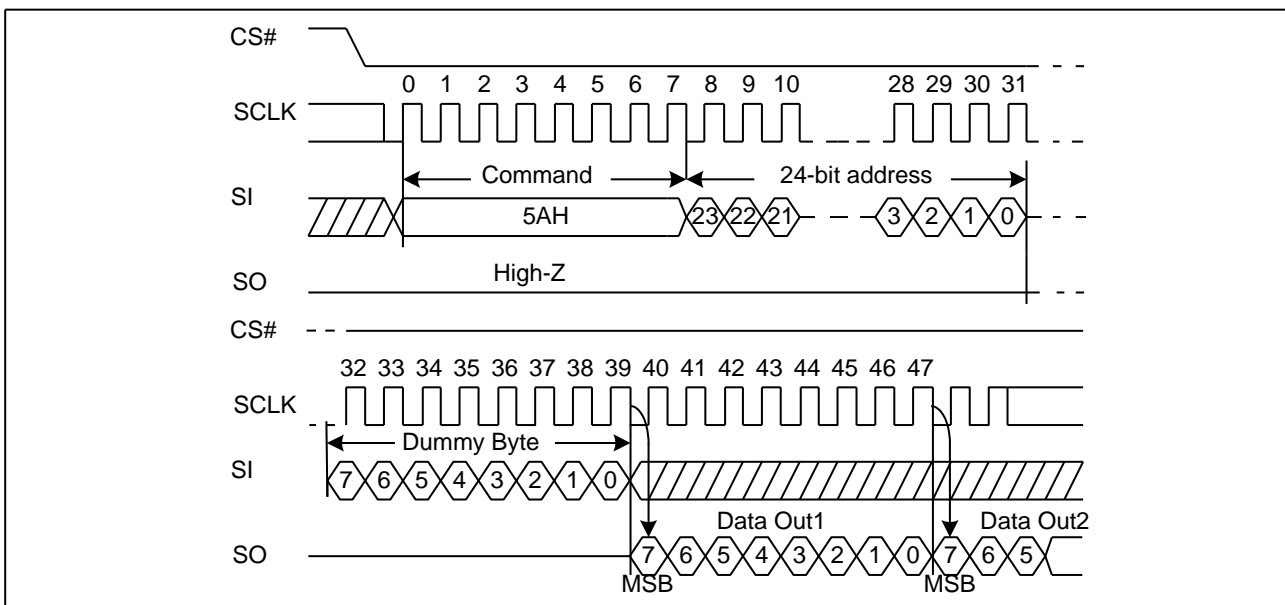 CS#
0 1 2 3 4 5 6 7 8 9 10 28 29 30 31
SCLK
Command 24-bit address
SI
5AH 23 22 21 3 2 1 0
High-Z
SO
CS#
32 33 34 35 36 37 38 39 40 41 42 43 44 45 46 47
SCLK
Dummy Byte
SI
7 6 5 4 3 2 1 0
Data Out1 Data Out2
SO
7 6 5 4 3 2 1 0 7 6 5
MSB MSB